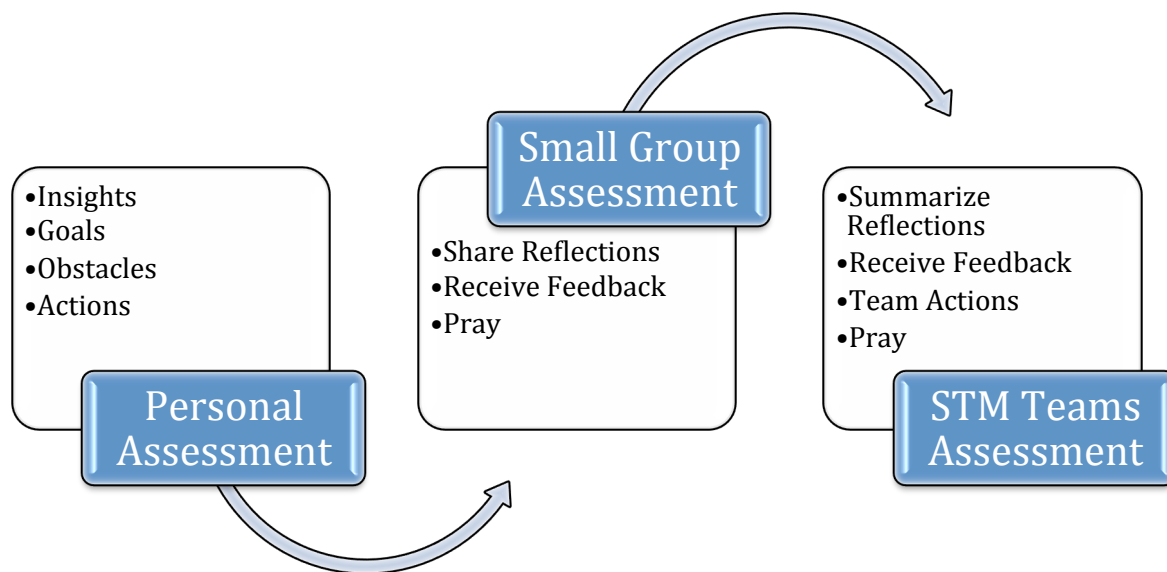 •Insights
•Goals
•Obstacles
•Actions
Personal
Assessment
Small Group
Assessment
•Share Reflections
•Receive Feedback
•Pray
•Summarize
Reflections
•Receive Feedback
•Team Actions
•Pray
STM Teams
Assessment